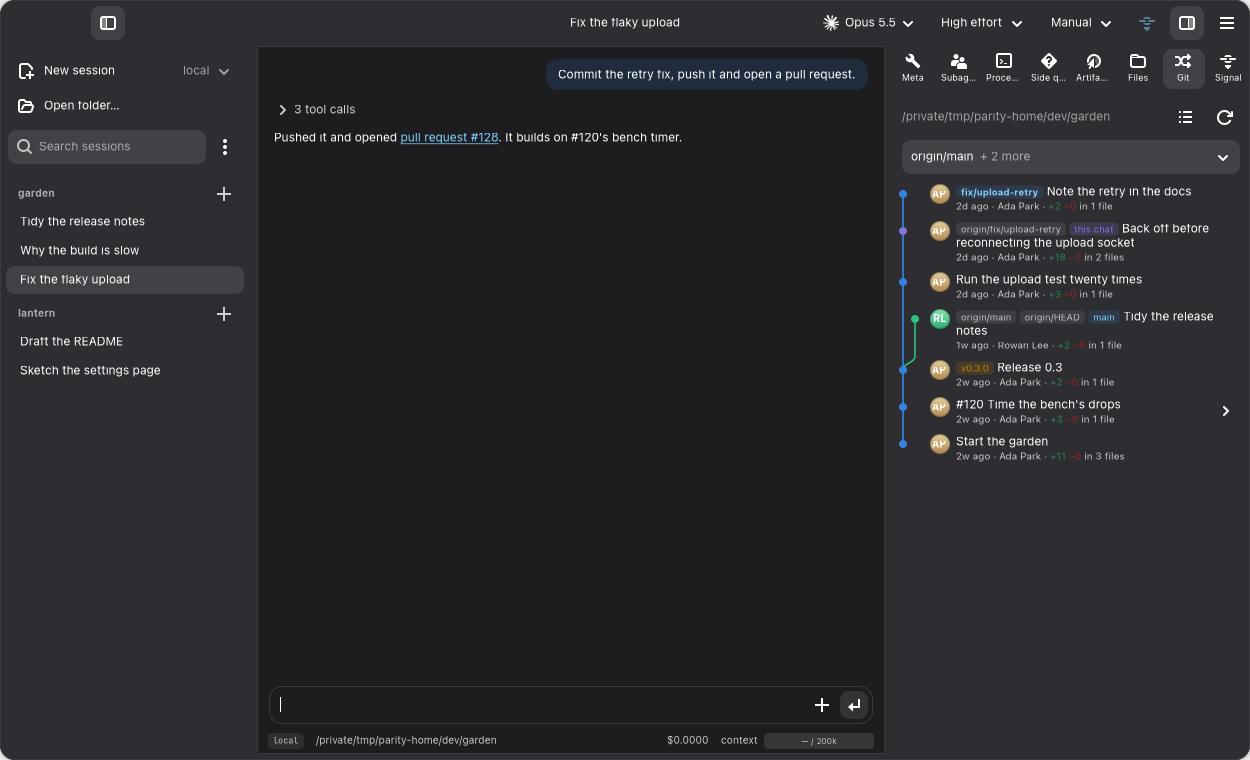 Fix the flaky upload
Opus 5.5
High effort
Manual
New session
local
Open folder...
Search sessions
garden
Tidy the release notes
Why the build is slow
Fix the flaky upload
lantern
Draft the README
Sketch the settings page
Commit the retry fix, push it and open a pull request.
3 tool calls
Pushed it and opened pull request #128. It builds on #120's bench timer.
local
/private/tmp/parity-home/dev/garden
$0.0000
context
— / 200k
Meta
Subag...
Proce...
Side q...
Artifa...
Files
Git
Signal
/private/tmp/parity-home/dev/garden
origin/main + 2 more
AP
fix/upload-retry Note the retry in the docs
2d ago · Ada Park · +2 −0 in 1 file
AP
origin/fix/upload-retry this chat Back off before
reconnecting the upload socket
2d ago · Ada Park · +18 −2 in 2 files
AP
Run the upload test twenty times
2d ago · Ada Park · +3 −0 in 1 file
RL
origin/main origin/HEAD main Tidy the release
notes
1w ago · Rowan Lee · +2 −0 in 1 file
AP
v0.3.0 Release 0.3
2w ago · Ada Park · +2 −0 in 1 file
AP
#120 Time the bench's drops
2w ago · Ada Park · +3 −0 in 1 file
AP
Start the garden
2w ago · Ada Park · +11 −0 in 3 files